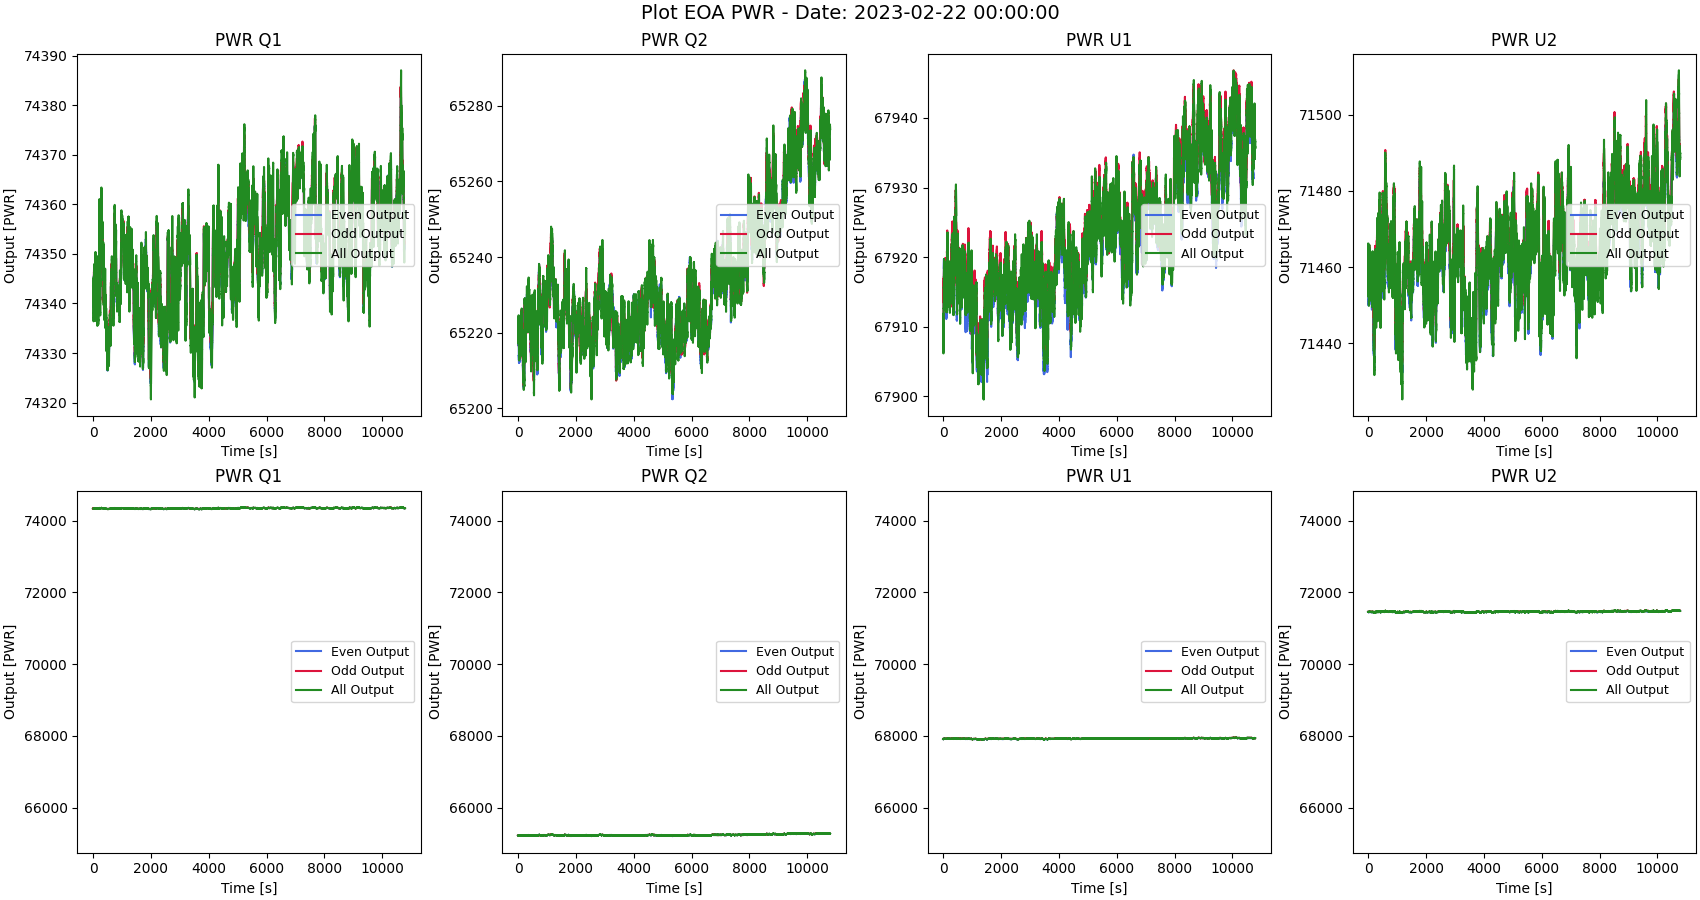 Plot EOA PWR - Date: 2023-02-22 00:00:00
PWR Q1
Output [PWR]
74390
74380
74370
74360
74350
74340
74330
74320
Even Output
Odd Output
All Output
0 2000 4000 6000 8000 10000
Time [s]
PWR Q2
Output [PWR]
65280
65260
65240
65220
65200
Even Output
Odd Output
All Output
0 2000 4000 6000 8000 10000
Time [s]
PWR U1
Output [PWR]
67940
67930
67920
67910
67900
Even Output
Odd Output
All Output
0 2000 4000 6000 8000 10000
Time [s]
PWR U2
Output [PWR]
71500
71480
71460
71440
Even Output
Odd Output
All Output
0 2000 4000 6000 8000 10000
Time [s]
PWR Q1
Output [PWR]
74000
72000
70000
68000
66000
Even Output
Odd Output
All Output
0 2000 4000 6000 8000 10000
Time [s]
PWR Q2
Output [PWR]
74000
72000
70000
68000
66000
Even Output
Odd Output
All Output
0 2000 4000 6000 8000 10000
Time [s]
PWR U1
Output [PWR]
74000
72000
70000
68000
66000
Even Output
Odd Output
All Output
0 2000 4000 6000 8000 10000
Time [s]
PWR U2
Output [PWR]
74000
72000
70000
68000
66000
Even Output
Odd Output
All Output
0 2000 4000 6000 8000 10000
Time [s]